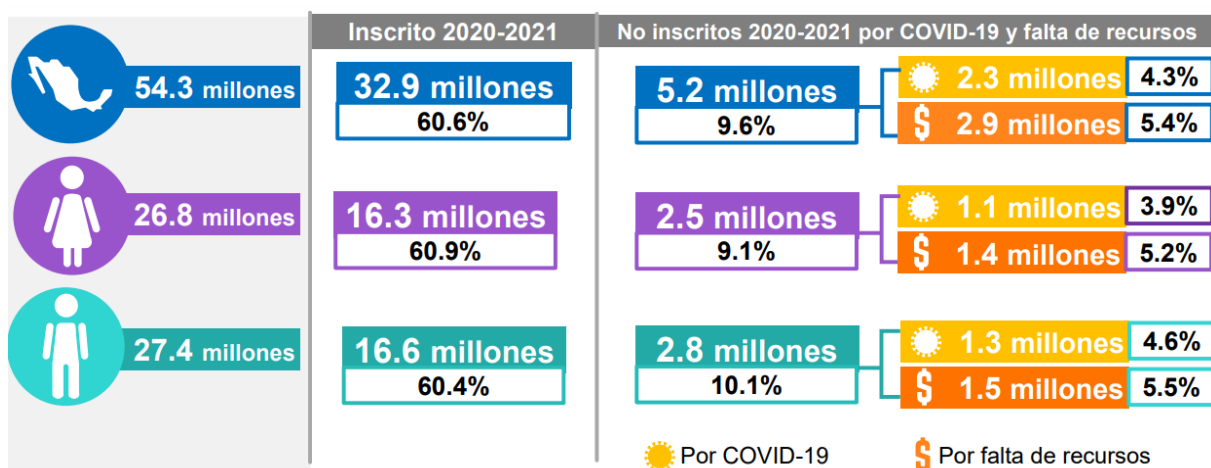 Inscrito 2020-2021
No inscritos 2020-2021 por COVID-19 y falta de recursos
54.3 millones
32.9 millones
60.6%
5.2 millones
9.6%
2.3 millones
4.3%
$ 2.9 millones
5.4%
26.8 millones
16.3 millones
60.9%
2.5 millones
9.1%
1.1 millones
3.9%
$ 1.4 millones
5.2%
27.4 millones
16.6 millones
60.4%
2.8 millones
10.1%
1.3 millones
4.6%
$ 1.5 millones
5.5%
Por COVID-19
$ Por falta de recursos